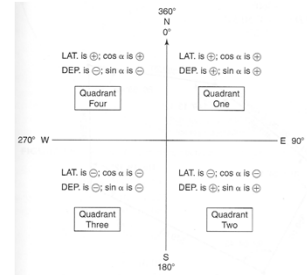 360°
N
0°
LAT. is ⊕; cos α is ⊕
DEP. is ⊖; sin α is ⊖
Quadrant
Four
LAT. is ⊕; cos α is ⊕
DEP. is ⊕; sin α is ⊕
Quadrant
One
270° W
E 90°
LAT. is ⊖; cos α is ⊖
DEP. is ⊖; sin α is ⊖
Quadrant
Three
LAT. is ⊖; cos α is ⊖
DEP. is ⊕; sin α is ⊕
Quadrant
Two
S
180°